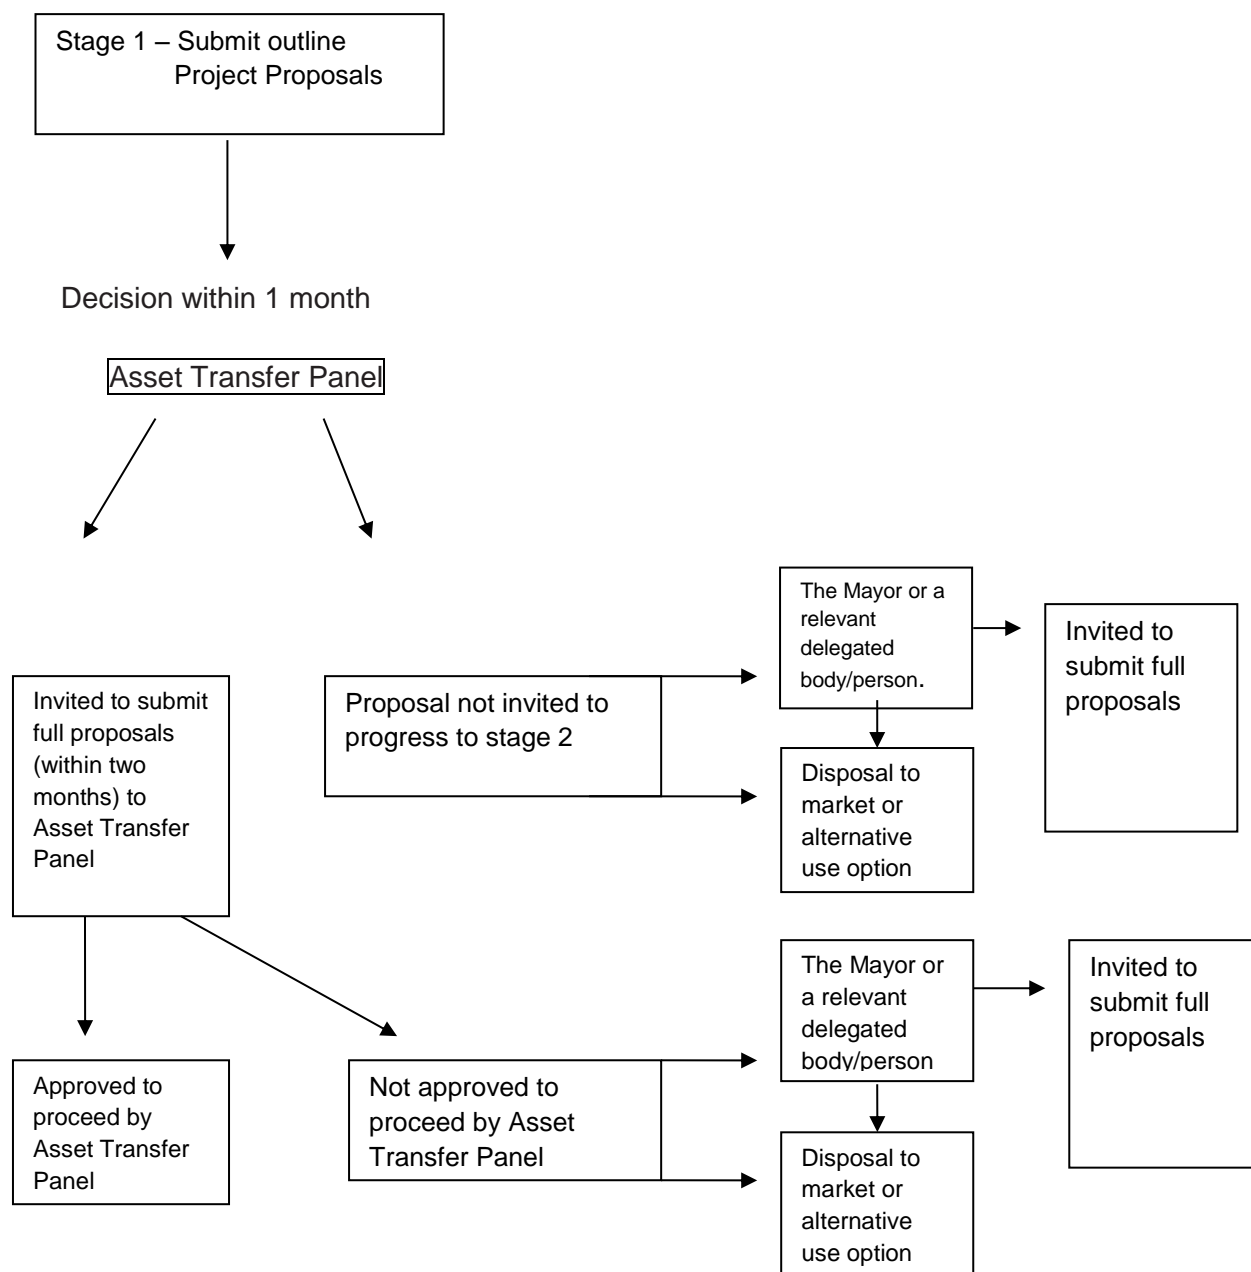 Stage 1 – Submit outline
Project Proposals
Decision within 1 month
Asset Transfer Panel
Invited to submit
full proposals
(within two
months) to
Asset Transfer
Panel
Proposal not invited to
progress to stage 2
The Mayor or a
relevant
delegated
body/person.
Invited to
submit full
proposals
Disposal to
market or
alternative
use option
Approved to
proceed by
Asset Transfer
Panel
Not approved to
proceed by Asset
Transfer Panel
The Mayor or
a relevant
delegated
body/person
Invited to
submit full
proposals
Disposal to
market or
alternative
use option